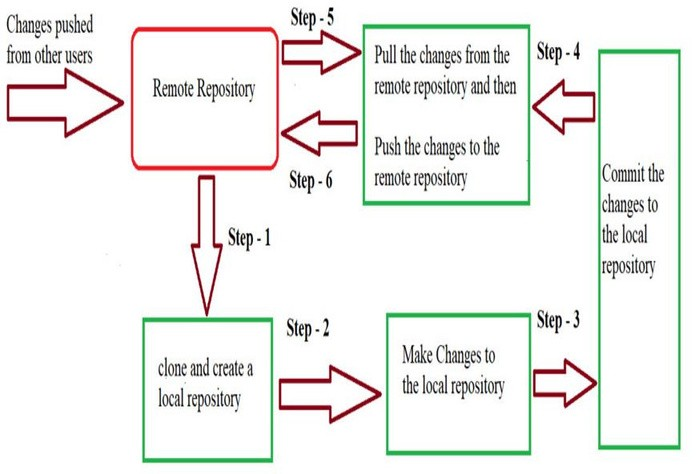 Changes pushed
from other users
Step - 5
Remote Repository
Pull the changes from the
remote repository and then
Push the changes to the
remote repository
Step - 4
Step - 6
Commit the
changes to
the local
repository
Step - 1
clone and create a
local repository
Step - 2
Make Changes to
the local repository
Step - 3